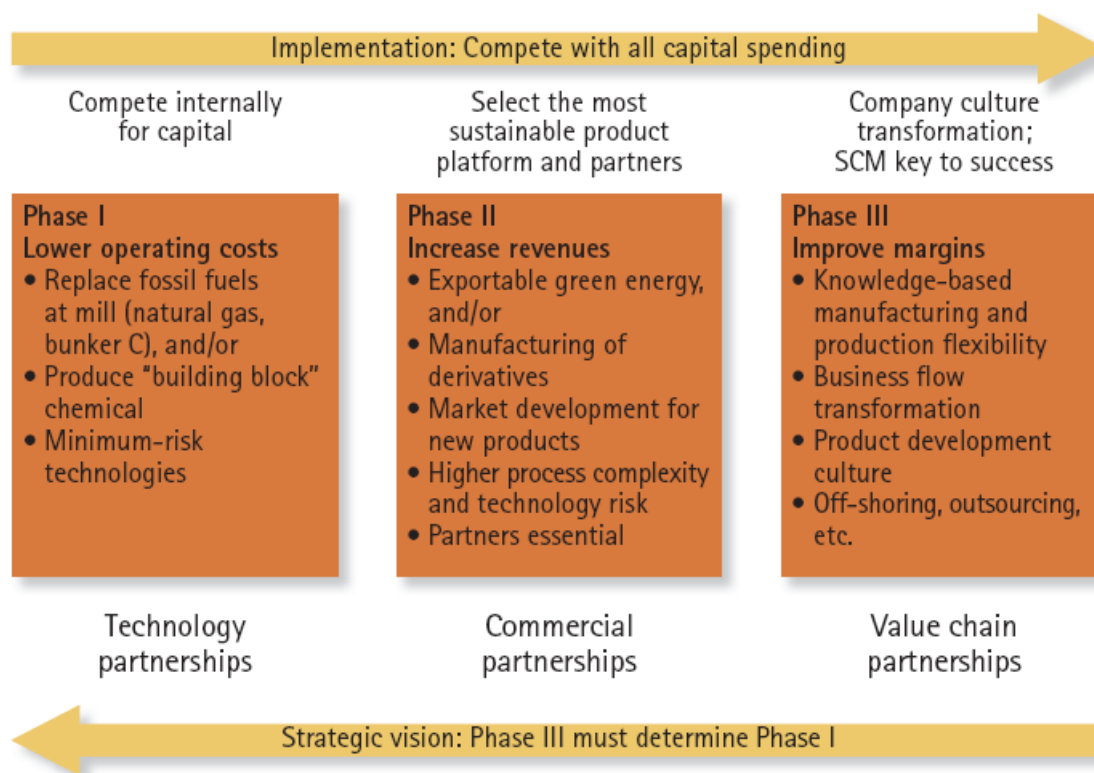 Implementation: Compete with all capital spending
Compete internally
for capital
Select the most
sustainable product
platform and partners
Company culture
transformation;
SCM key to success
Phase I
Lower operating costs
• Replace fossil fuels
at mill (natural gas,
bunker C), and/or
• Produce “building block”
chemical
• Minimum-risk
technologies
Phase II
Increase revenues
• Exportable green energy,
and/or
• Manufacturing of
derivatives
• Market development for
new products
• Higher process complexity
and technology risk
• Partners essential
Phase III
Improve margins
• Knowledge-based
manufacturing and
production flexibility
• Business flow
transformation
• Product development
culture
• Off-shoring, outsourcing,
etc.
Technology
partnerships
Commercial
partnerships
Value chain
partnerships
Strategic vision: Phase III must determine Phase I